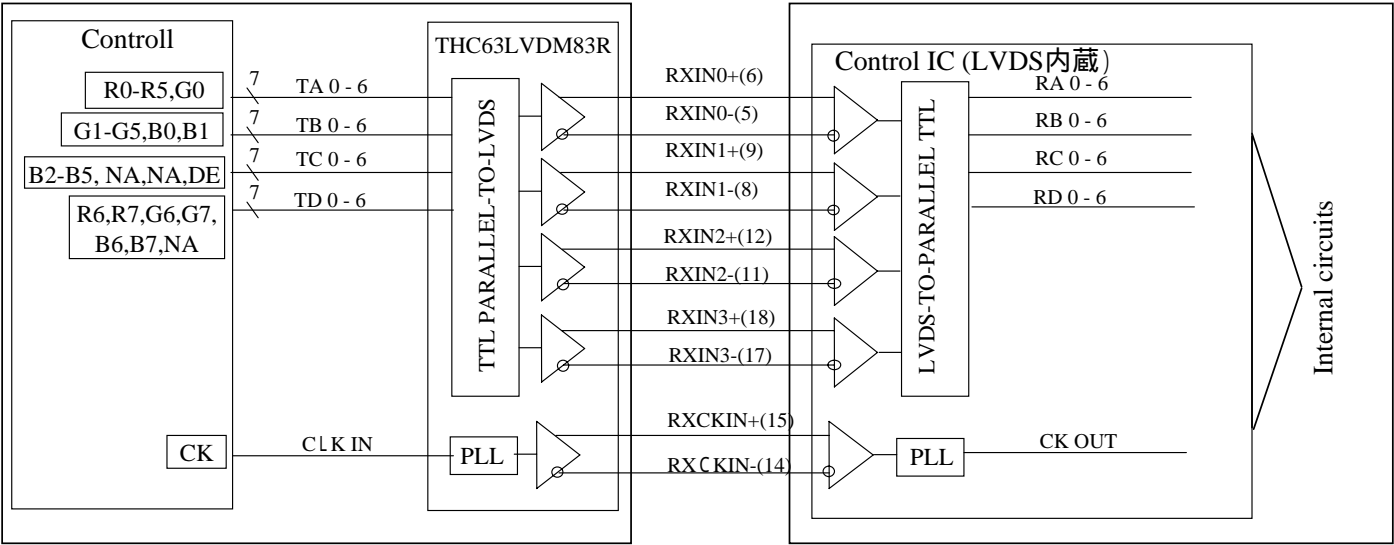 Controll
R0-R5,G0
G1-G5,B0,B1
B2-B5, NA,NA,DE
R6,R7,G6,G7,
B6,B7,NA
CK
7
TA 0 - 6
7
TB 0 - 6
7
TC 0 - 6
7
TD 0 - 6
CLK IN
THC63LVDM83R
TTL PARALLEL-TO-LVDS
PLL
RXIN0+(6)
RXIN0-(5)
RXIN1+(9)
RXIN1-(8)
RXIN2+(12)
RXIN2-(11)
RXIN3+(18)
RXIN3-(17)
RXCKIN+(15)
RXCKIN-(14)
Control IC (LVDS内蔵)
LVDS-TO-PARALLEL TTL
PLL
RA 0 - 6
RB 0 - 6
RC 0 - 6
RD 0 - 6
CK OUT
Internal circuits